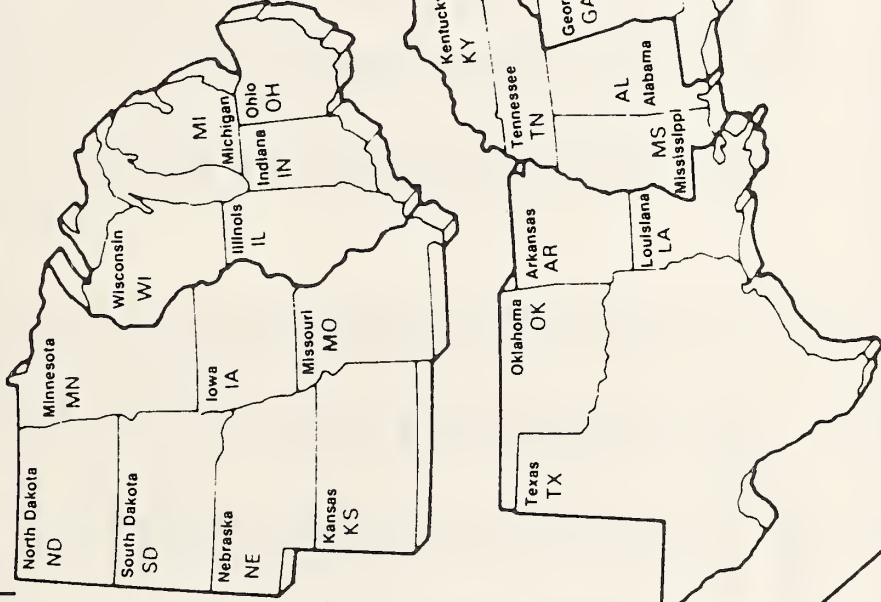 North Dakota
ND
Minnesota
MN
South Dakota
SD
Wisconsin
WI
MI
Michigan
Nebraska
NE
Iowa
IA
Illinois
IL
Indiana
IN
Ohio
OH
Kansas
KS
Missouri
MO
Kentucky
KY
Tennessee
TN
Geor
GA
Texas
TX
Oklahoma
OK
Arkansas
AR
Louisiana
LA
MS
Mississippi
AL
Alabama